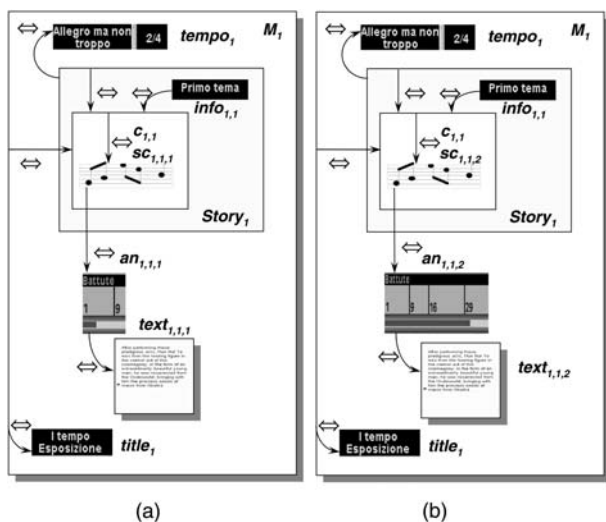 Allegro ma non
troppo
2/4
tempo1
M1
Primo tema
info1,1
c1,1
sc1,1,1
Story1
an1,1,1
Battute
1
9
text1,1,1
I tempo
Esposizione
title1
(a)
Allegro ma non
troppo
2/4
tempo1
M1
Primo tema
info1,1
c1,1
sc1,1,2
Story1
an1,1,2
Battute
1
9
16
29
text1,1,2
I tempo
Esposizione
title1
(b)